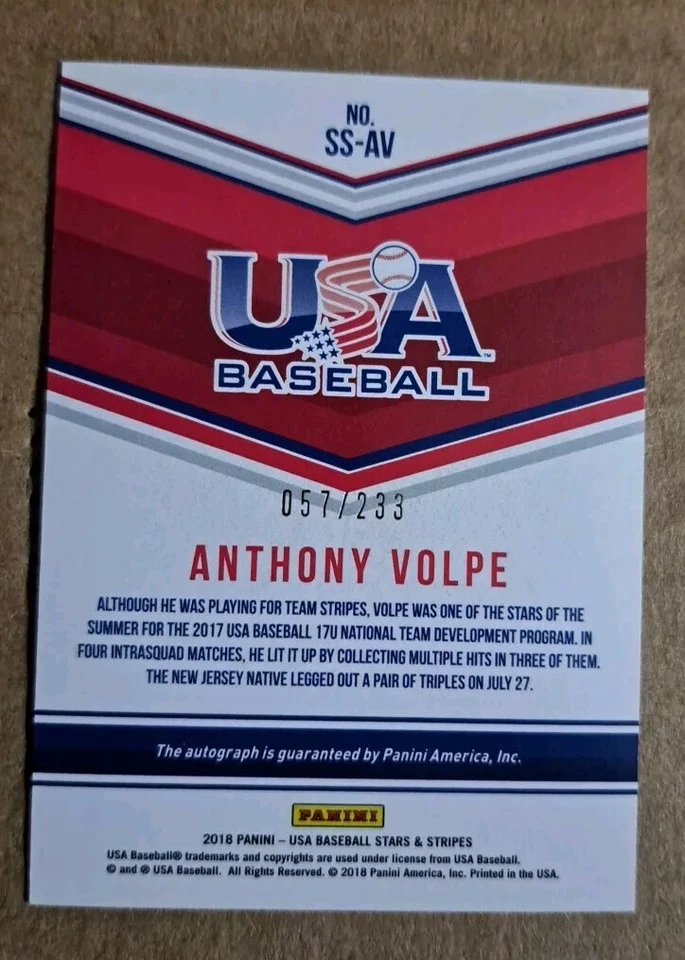 NO.
SS-AV
USA
BASEBALL
057/233
ANTHONY VOLPE
ALTHOUGH HE WAS PLAYING FOR TEAM STRIPES, VOLPE WAS ONE OF THE STARS OF THE
SUMMER FOR THE 2017 USA BASEBALL 17U NATIONAL TEAM DEVELOPMENT PROGRAM. IN
FOUR INTRASQUAD MATCHES, HE LIT IT UP BY COLLECTING MULTIPLE HITS IN THREE OF THEM.
THE NEW JERSEY NATIVE LEGGED OUT A PAIR OF TRIPLES ON JULY 27.
The autograph is guaranteed by Panini America, Inc.
PANINI
2018 PANINI – USA BASEBALL STARS & STRIPES
USA Baseball® trademarks and copyrights are used under license from USA Baseball.
© and ® USA Baseball. All Rights Reserved. © 2018 Panini America, Inc. Printed in the USA.